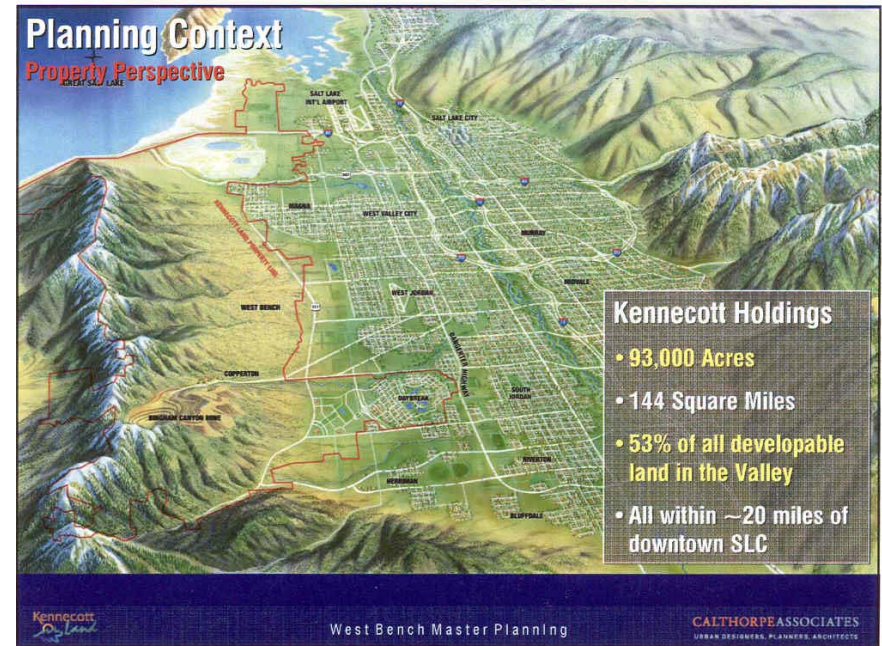 Planning Context
Property Perspective
GREAT SALT LAKE
SALT LAKE
INT'L AIRPORT
SALT LAKE CITY
MAGNA
WEST VALLEY CITY
MURRAY
KENNECOTT LAND PROPERTY LINE
MIDVALE
WEST BENCH
WEST JORDAN
BANGERTER HIGHWAY
COPPERTON
DAYBREAK
SOUTH
JORDAN
BINGHAM CANYON MINE
RIVERTON
HERRIMAN
BLUFFDALE
Kennecott Holdings
• 93,000 Acres
• 144 Square Miles
• 53% of all developable
land in the Valley
• All within ~20 miles of
downtown SLC
Kennecott
Land
West Bench Master Planning
CALTHORPEASSOCIATES
URBAN DESIGNERS, PLANNERS, ARCHITECTS